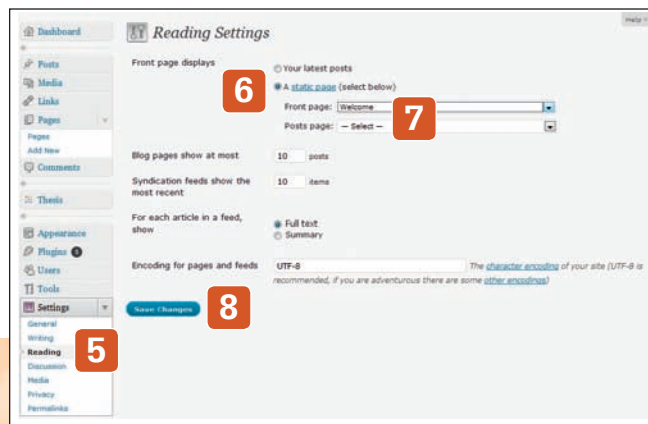 Help
Dashboard
Posts
Media
Links
Pages
Pages
Add New
Comments
Thesis
Appearance
Plugins
Users
Tools
Settings
General
Writing
Reading
Discussion
Media
Privacy
Permalinks
5
Reading Settings
Front page displays
Your latest posts
6
A static page (select below)
Front page: Welcome
7
Posts page: — Select —
Blog pages show at most 10 posts
Syndication feeds show the
most recent
10 items
For each article in a feed,
show
Full text
Summary
Encoding for pages and feeds UTF-8 The character encoding of your site (UTF-8 is
recommended, if you are adventurous there are some other encodings)
Save Changes
8